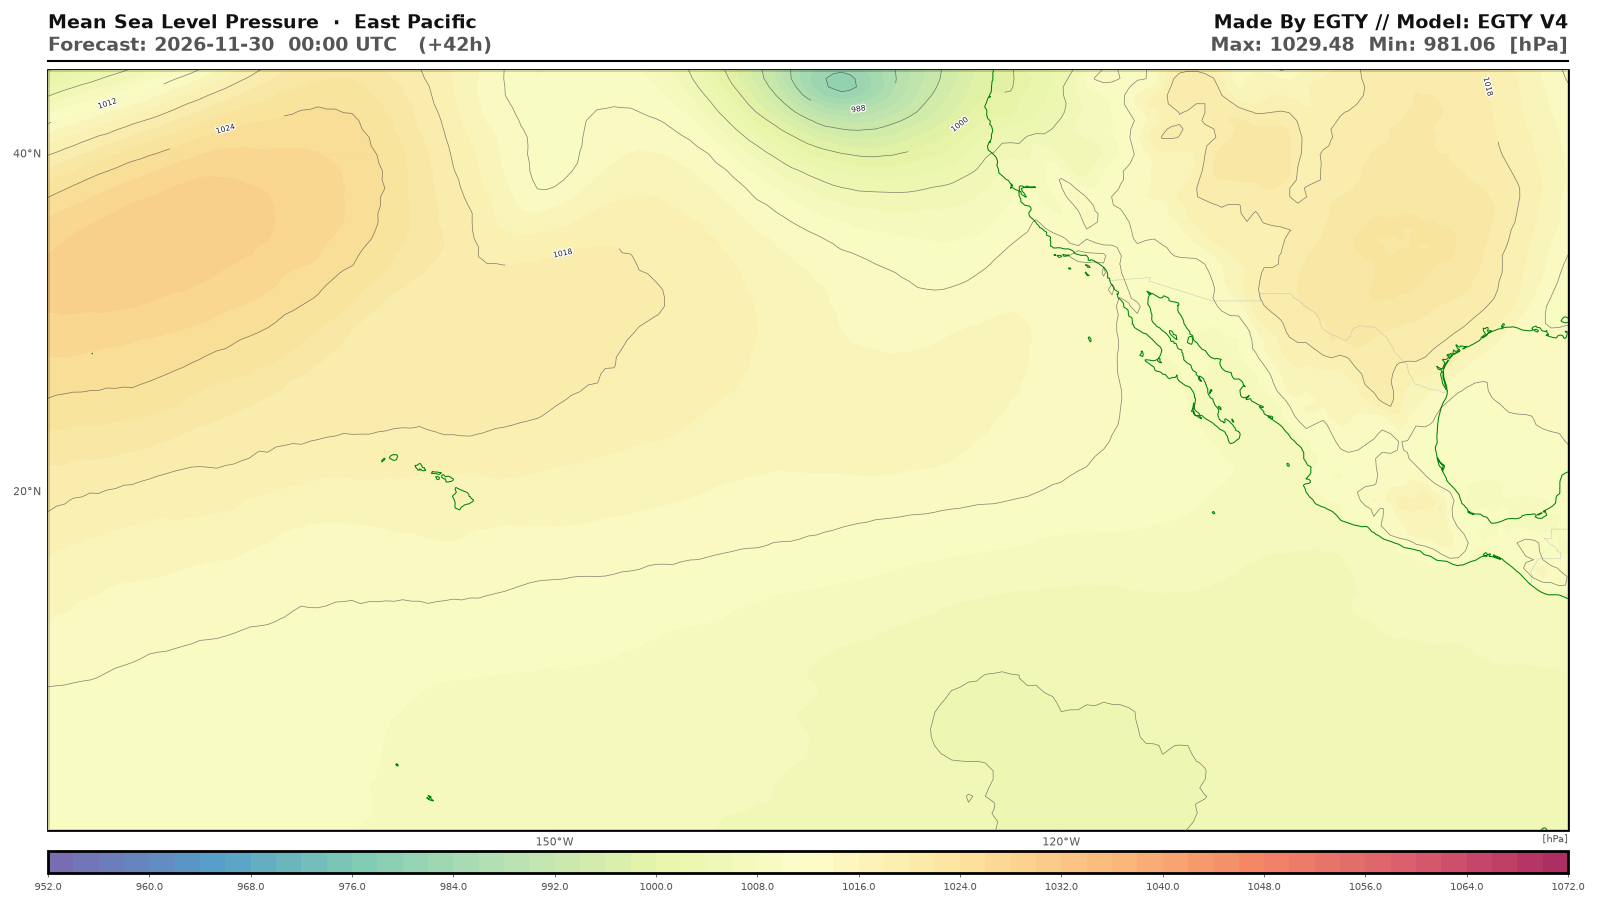 Mean Sea Level Pressure · East Pacific
Made By EGTY // Model: EGTY V4
Forecast: 2026-11-30 00:00 UTC (+42h)
Max: 1029.48 Min: 981.06 [hPa]
1012
1024
988
1000
1018
1018
40°N
20°N
150°W
120°W
[hPa]
952.0 960.0 968.0 976.0 984.0 992.0 1000.0 1008.0 1016.0 1024.0 1032.0 1040.0 1048.0 1056.0 1064.0 1072.0